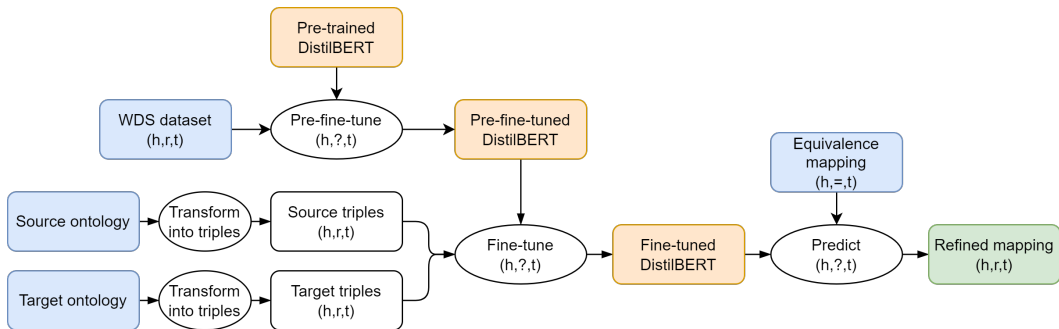 Pre-trained
DistilBERT
WDS dataset
(h,r,t)
Pre-fine-tune
(h,?,t)
Pre-fine-tuned
DistilBERT
Equivalence
mapping
(h,=,t)
Source ontology
Transform
into triples
Source triples
(h,r,t)
Fine-tune
(h,?,t)
Fine-tuned
DistilBERT
Predict
(h,?,t)
Refined mapping
(h,r,t)
Target ontology
Transform
into triples
Target triples
(h,r,t)